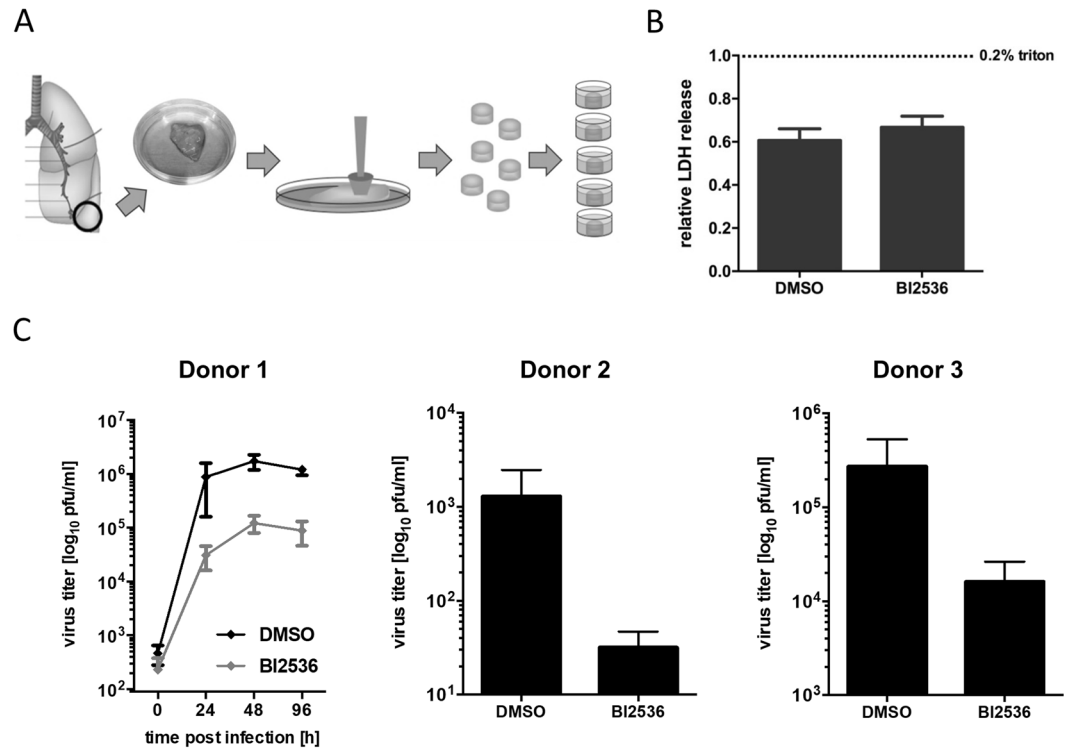 A
B
relative LDH release
1.0
0.8
0.6
0.4
0.2
0.0
0.2% triton
DMSO
BI2536
C
Donor 1
virus titer [log10 pfu/ml]
10^7
10^6
10^5
10^4
10^3
10^2
DMSO
BI2536
0 24 48 96
time post infection [h]
Donor 2
virus titer [log10 pfu/ml]
10^4
10^3
10^2
10^1
DMSO BI2536
Donor 3
virus titer [log10 pfu/ml]
10^6
10^5
10^4
10^3
DMSO BI2536